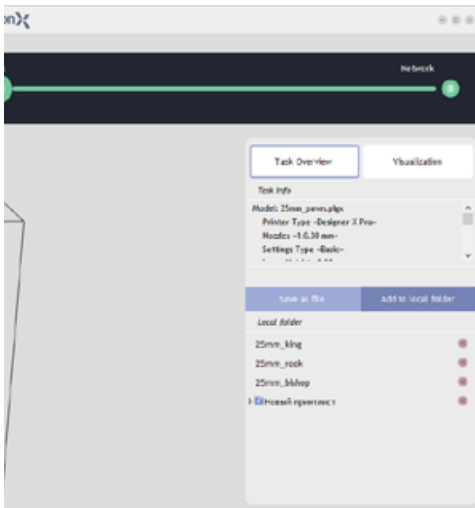 Network
3
Task Overview
Visualization
Task Info
Model: 25mm_pawn.plgx
Printer Type -Designer X Pro-
Nozzles -1.0.30 mm-
Settings Type -Basic-
Save as file
Add to local folder
Local folder
25mm_king
25mm_rook
25mm_bishop
Новый принтлист